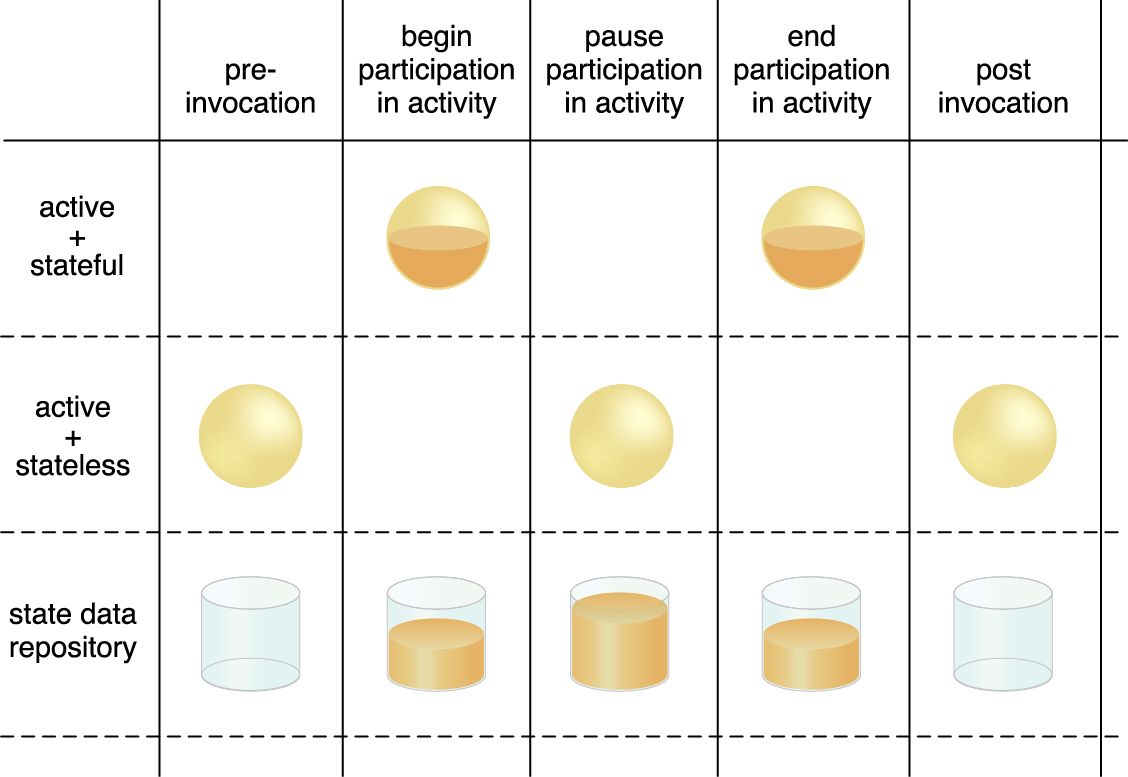 pre-
invocation
begin
participation
in activity
pause
participation
in activity
end
participation
in activity
post
invocation
active
+
stateful
active
+
stateless
state data
repository